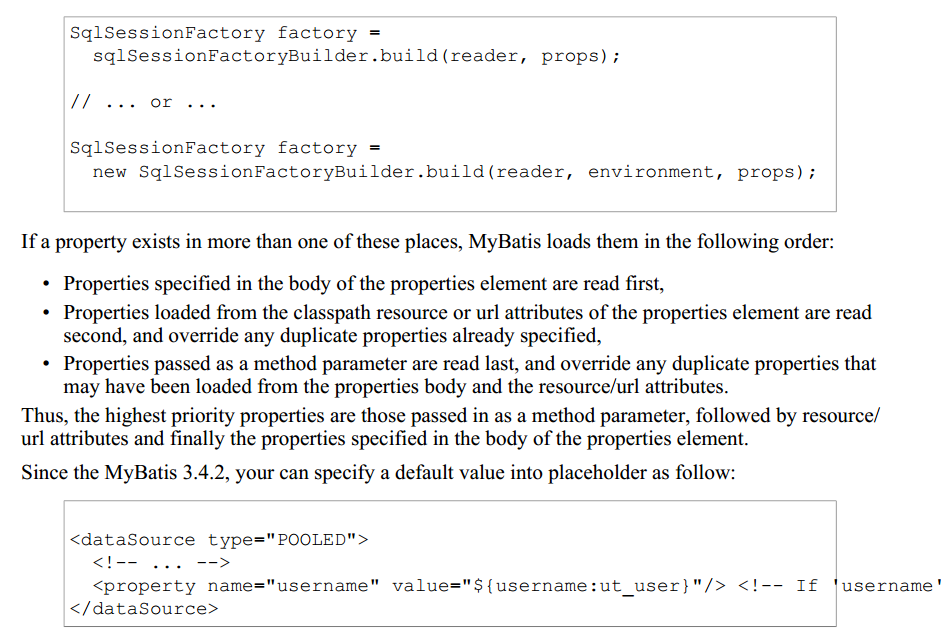 SqlSessionFactory factory =
  sqlSessionFactoryBuilder.build(reader, props);
// ... or ...
SqlSessionFactory factory =
  new SqlSessionFactoryBuilder.build(reader, environment, props);
If a property exists in more than one of these places, MyBatis loads them in the following order:
• Properties specified in the body of the properties element are read first,
• Properties loaded from the classpath resource or url attributes of the properties element are read
second, and override any duplicate properties already specified,
• Properties passed as a method parameter are read last, and override any duplicate properties that
may have been loaded from the properties body and the resource/url attributes.
Thus, the highest priority properties are those passed in as a method parameter, followed by resource/
url attributes and finally the properties specified in the body of the properties element.
Since the MyBatis 3.4.2, your can specify a default value into placeholder as follow:
<dataSource type="POOLED">
  <!-- ... -->
  <property name="username" value="${username:ut_user}"/> <!-- If 'username'
</dataSource>